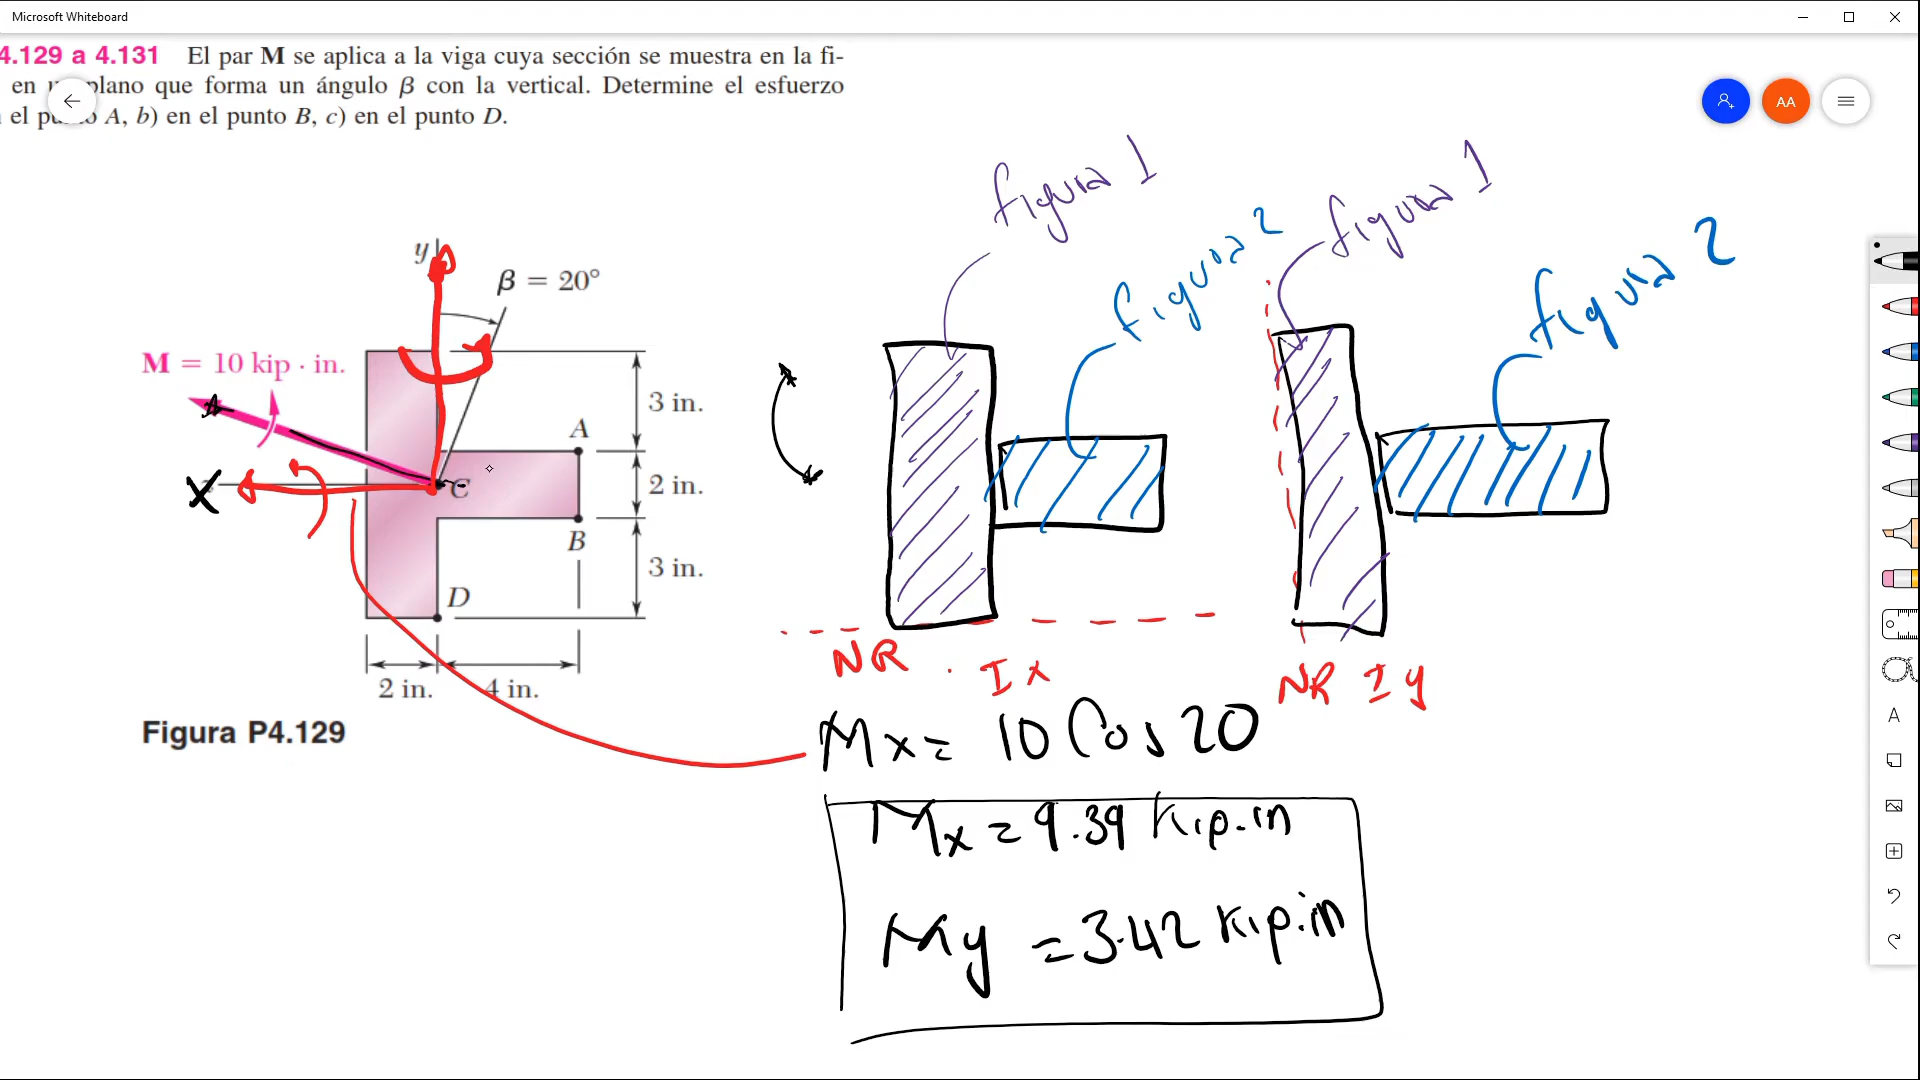 Microsoft Whiteboard
4.129 a 4.131 El par M se aplica a la viga cuya sección se muestra en la fi-
en plano que forma un ángulo β con la vertical. Determine el esfuerzo
el A, b) en el punto B, c) en el punto D.
AA
figura 1
figura 1
figura 2
figura 2
y
β = 20°
M = 10 kip · in.
3 in.
A
X
C
2 in.
B
3 in.
D
2 in.
4 in.
NR . Ix
NR Iy
Figura P4.129
Mx = 10 Cos 20
Mx = 9.39 Kip.in
My = 3.42 Kip.in
A